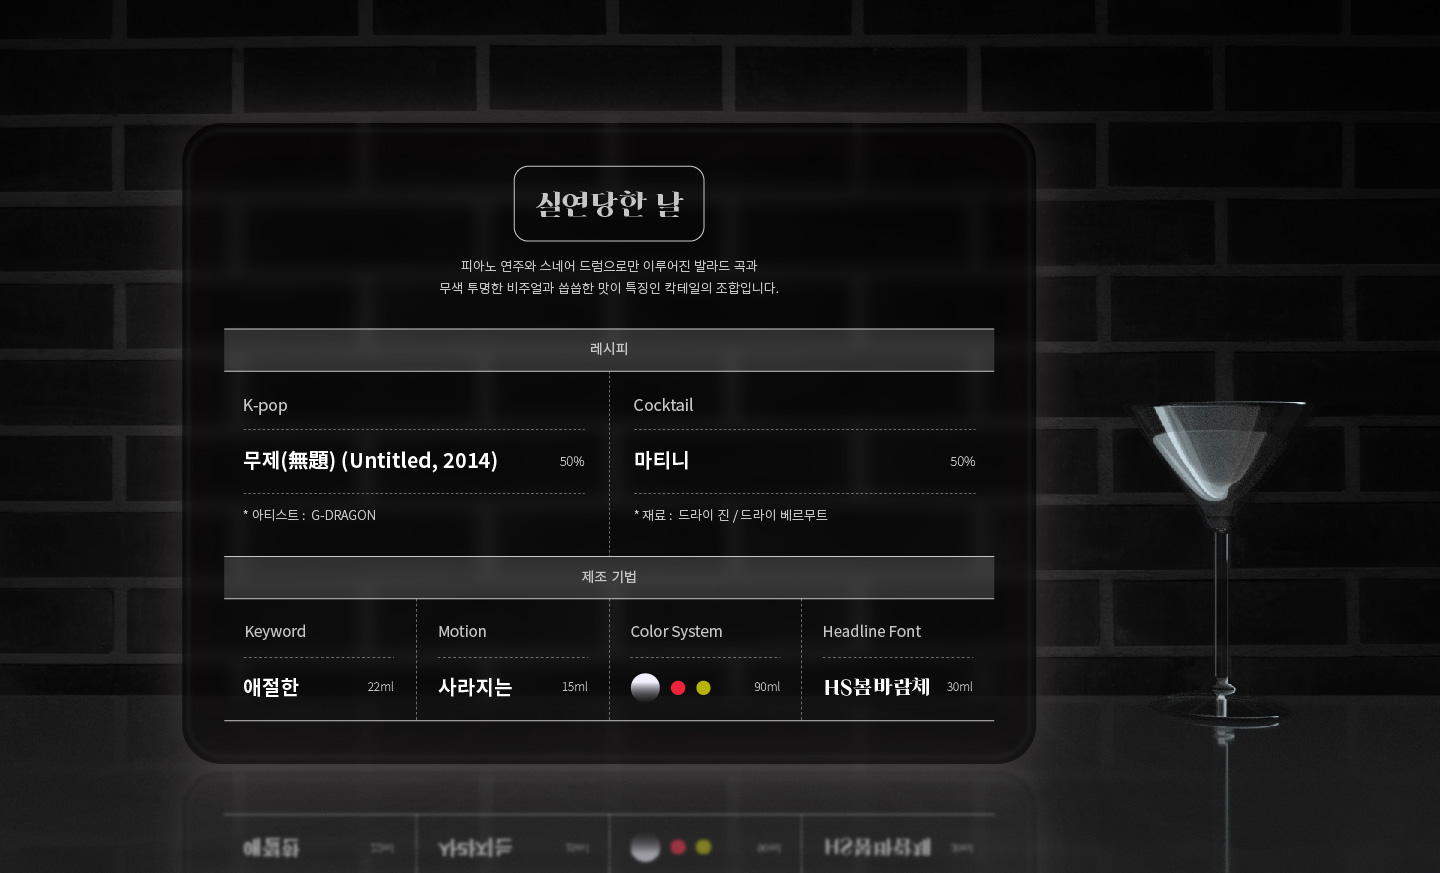 실연당한 날
피아노 연주와 스네어 드럼으로만 이루어진 발라드 곡과
무색 투명한 비주얼과 씁쓸한 맛이 특징인 칵테일의 조합입니다.
레시피
K-pop
무제(無題) (Untitled, 2014) 50%
* 아티스트 : G-DRAGON
Cocktail
마티니 50%
* 재료 : 드라이 진 / 드라이 베르무트
제조 기법
Keyword
애절한 22ml
Motion
사라지는 15ml
Color System
90ml
Headline Font
HS봄바람체 30ml